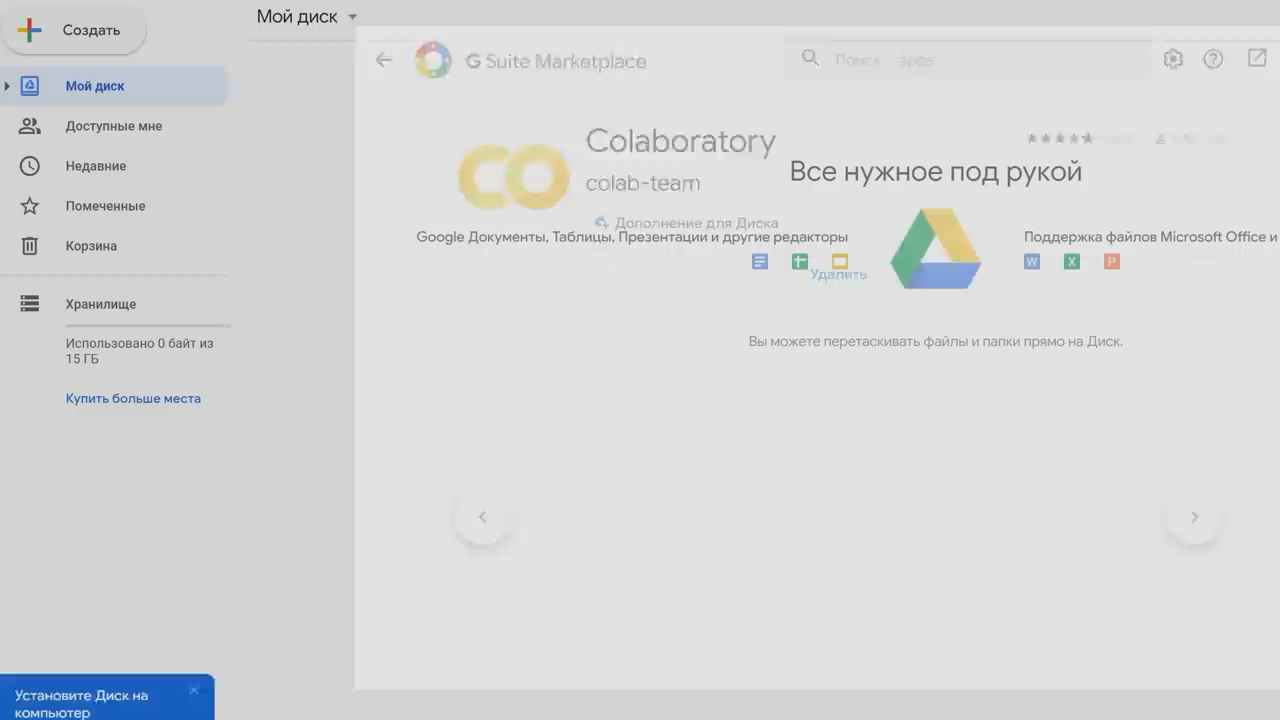 Создать
Мой диск
Доступные мне
Недавние
Помеченные
Корзина
Хранилище
Использовано 0 байт из
15 ГБ
Купить больше места
Установите Диск на
компьютер
Мой диск
G Suite Marketplace
Поиск apps
Colaboratory
colab-team
Дополнение для Диска
Удалить
Все нужное под рукой
Google Документы, Таблицы, Презентации и другие редакторы
Поддержка файлов Microsoft Office и
W X P
Вы можете перетаскивать файлы и папки прямо на Диск.